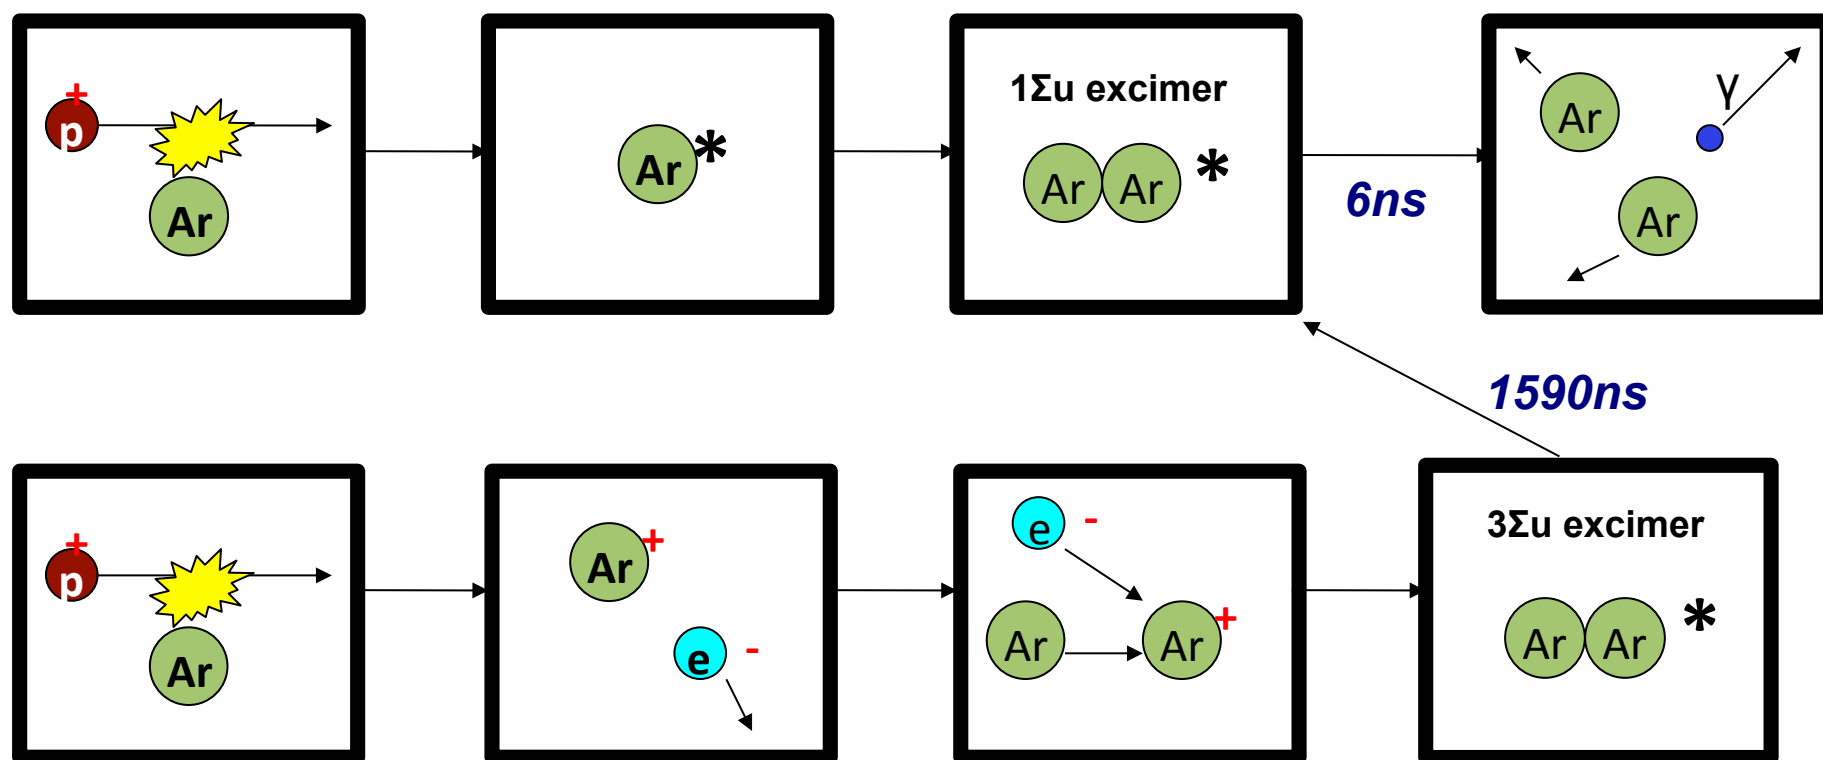 +
p
Ar
Ar*
1Σu excimer
Ar Ar *
6ns
Ar
γ
Ar
1590ns
+
p
Ar
Ar+
e -
e -
Ar Ar+
3Σu excimer
Ar Ar *